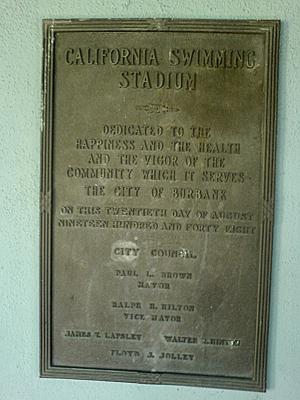 CALIFORNIA SWIMMING
STADIUM
DEDICATED TO THE
HAPPINESS AND THE HEALTH
AND THE VIGOR OF THE
COMMUNITY WHICH IT SERVES
THE CITY OF BURBANK
ON THIS TWENTIETH DAY OF AUGUST
NINETEEN HUNDRED AND FORTY EIGHT
CITY COUNCIL
PAUL L. BROWN
MAYOR
RALPH B. HILTON
VICE MAYOR
JAMES T. LAPSLEY WALTER
FLOYD J. JOLLEY